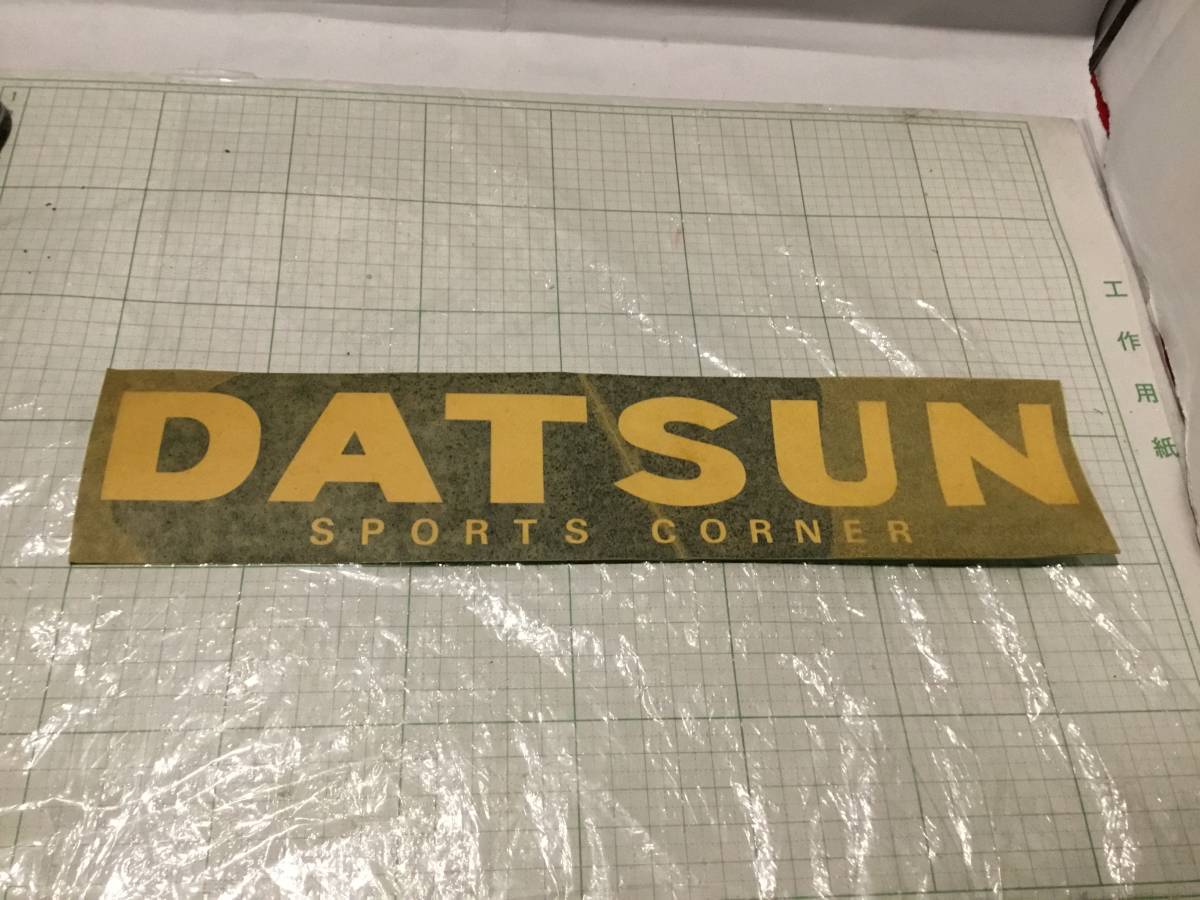 DATSUN
SPORTS CORNER
工作用紙